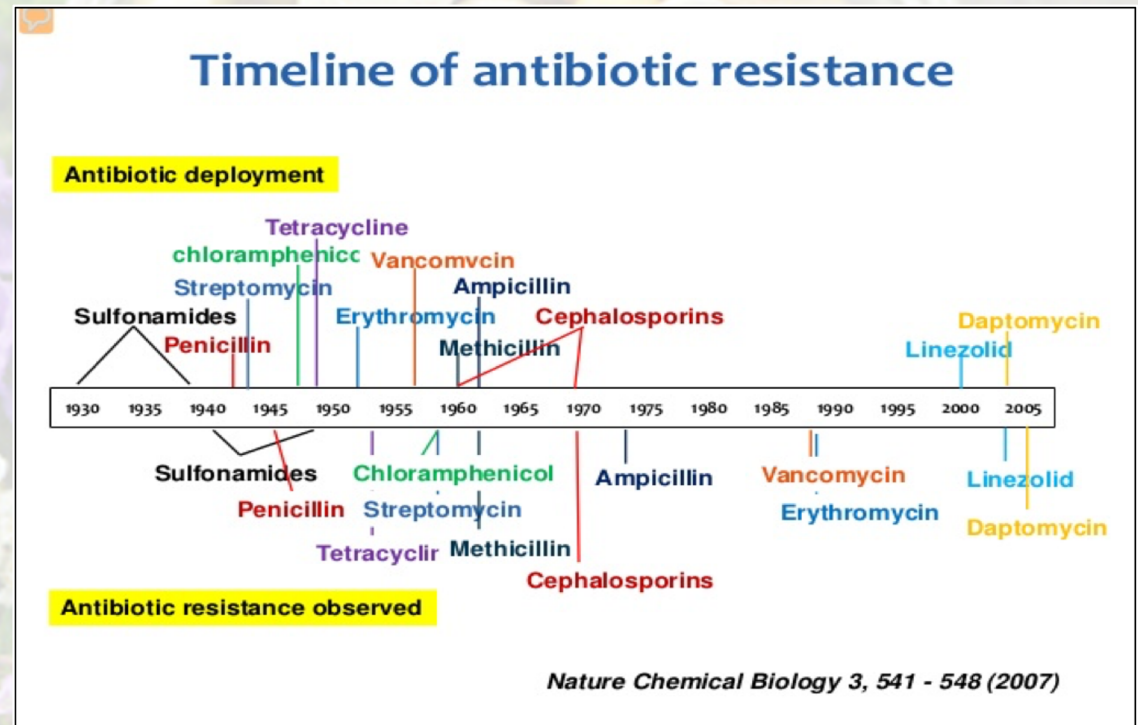 Timeline of antibiotic resistance
Antibiotic deployment
Tetracycline
chloramphenicc
Vancomvcin
Streptomycin
Ampicillin
Sulfonamides
Erythromycin
Cephalosporins
Daptomycin
Penicillin
Methicillin
Linezolid
1930 1935 1940 1945 1950 1955 1960 1965 1970 1975 1980 1985 1990 1995 2000 2005
Sulfonamides
Chloramphenicol
Ampicillin
Vancomycin
Linezolid
Penicillin
Streptomycin
Erythromycin
Daptomycin
Tetracyclir
Methicillin
Cephalosporins
Antibiotic resistance observed
Nature Chemical Biology 3, 541 - 548 (2007)